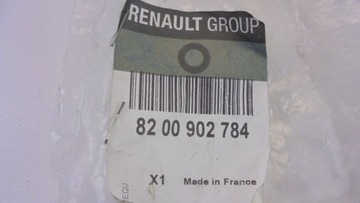 RENAULT GROUP
82 00 902 784
X1 Made in France